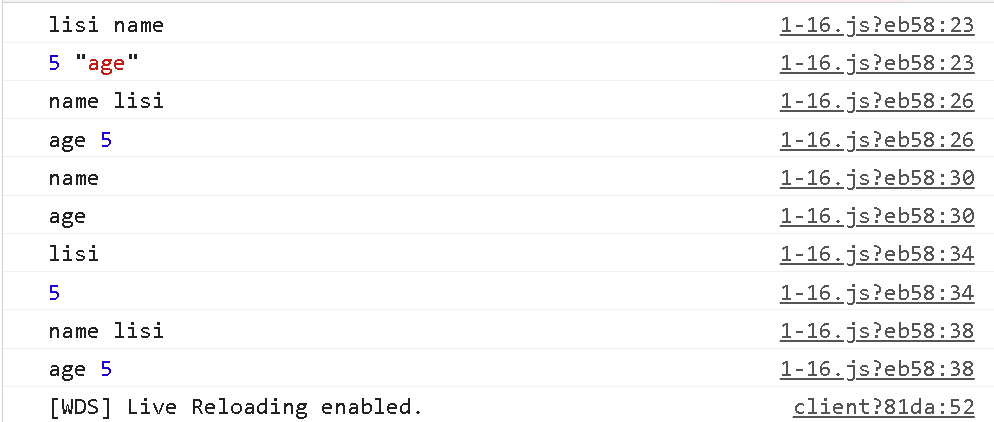 lisi name 1-16.js?eb58:23
5 "age" 1-16.js?eb58:23
name lisi 1-16.js?eb58:26
age 5 1-16.js?eb58:26
name 1-16.js?eb58:30
age 1-16.js?eb58:30
lisi 1-16.js?eb58:34
5 1-16.js?eb58:34
name lisi 1-16.js?eb58:38
age 5 1-16.js?eb58:38
[WDS] Live Reloading enabled. client?81da:52